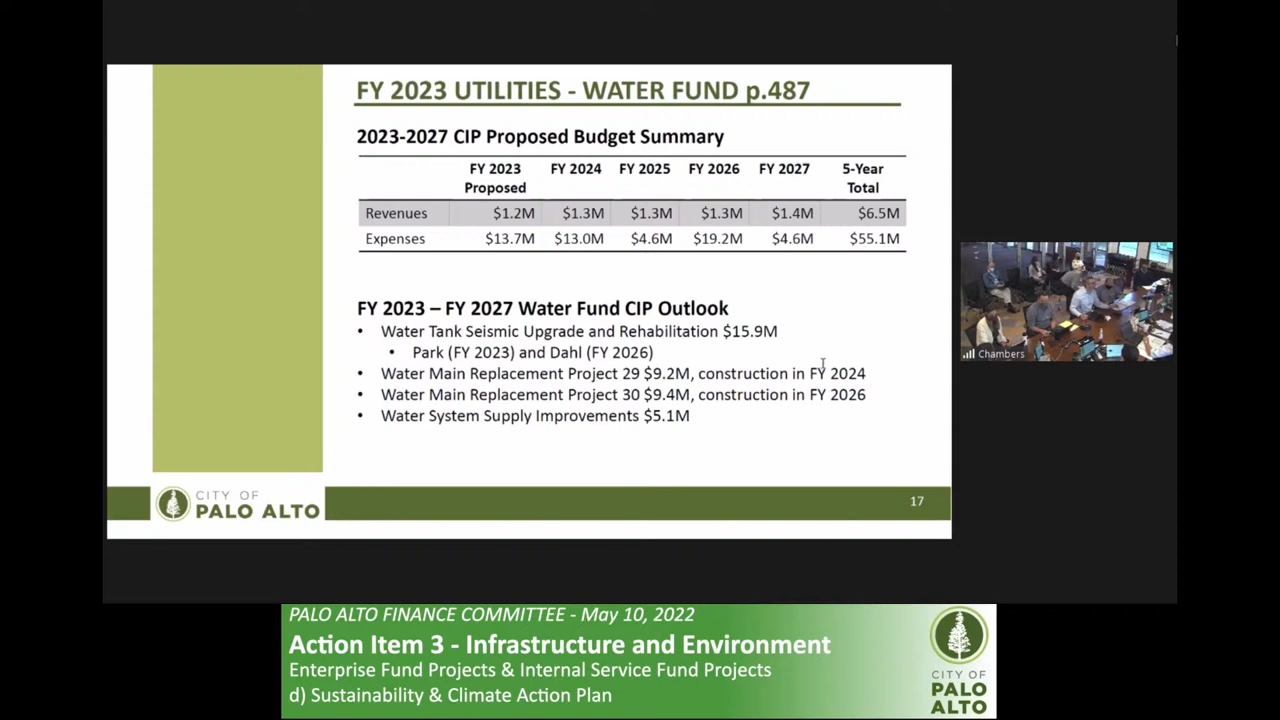 FY 2023 UTILITIES - WATER FUND p.487
2023-2027 CIP Proposed Budget Summary
FY 2023 Proposed FY 2024 FY 2025 FY 2026 FY 2027 5-Year Total
Revenues $1.2M $1.3M $1.3M $1.3M $1.4M $6.5M
Expenses $13.7M $13.0M $4.6M $19.2M $4.6M $55.1M
FY 2023 – FY 2027 Water Fund CIP Outlook
• Water Tank Seismic Upgrade and Rehabilitation $15.9M
• Park (FY 2023) and Dahl (FY 2026)
• Water Main Replacement Project 29 $9.2M, construction in FY 2024
• Water Main Replacement Project 30 $9.4M, construction in FY 2026
• Water System Supply Improvements $5.1M
CITY OF
PALO ALTO
17
Chambers
PALO ALTO FINANCE COMMITTEE - May 10, 2022
Action Item 3 - Infrastructure and Environment
Enterprise Fund Projects & Internal Service Fund Projects
d) Sustainability & Climate Action Plan
CITY OF
PALO
ALTO